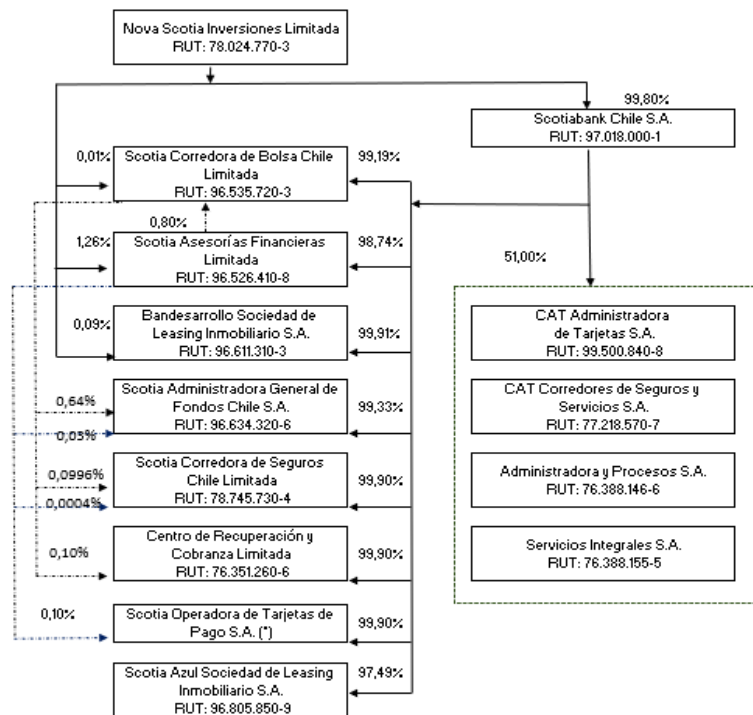 Nova Scotia Inversiones Limitada
RUT: 78.024.770-3
99,80%
Scotiabank Chile S.A.
RUT: 97.018.000-1
0,01%
Scotia Corredora de Bolsa Chile
Limitada
RUT: 96.535.720-3
99,19%
0,80%
1,26%
Scotia Asesorías Financieras
Limitada
RUT: 96.526.410-8
98,74%
51,00%
0,09%
Bandesarrollo Sociedad de
Leasing Inmobiliario S.A.
RUT: 96.611.310-3
99,91%
CAT Administradora
de Tarjetas S.A.
RUT: 99.500.840-8
0,64%
Scotia Administradora General de
Fondos Chile S.A.
RUT: 96.634.320-6
99,33%
0,03%
CAT Corredores de Seguros y
Servicios S.A.
RUT: 77.218.570-7
0,0996%
0,0004%
Scotia Corredora de Seguros
Chile Limitada
RUT: 78.745.730-4
99,90%
Administradora y Procesos S.A.
RUT: 76.388.146-6
0,10%
Centro de Recuperación y
Cobranza Limitada
RUT: 76.351.260-6
99,90%
Servicios Integrales S.A.
RUT: 76.388.155-5
0,10%
Scotia Operadora de Tarjetas de
Pago S.A. (*)
99,90%
Scotia Azul Sociedad de Leasing
Inmobiliario S.A.
RUT: 96.805.850-9
97,49%